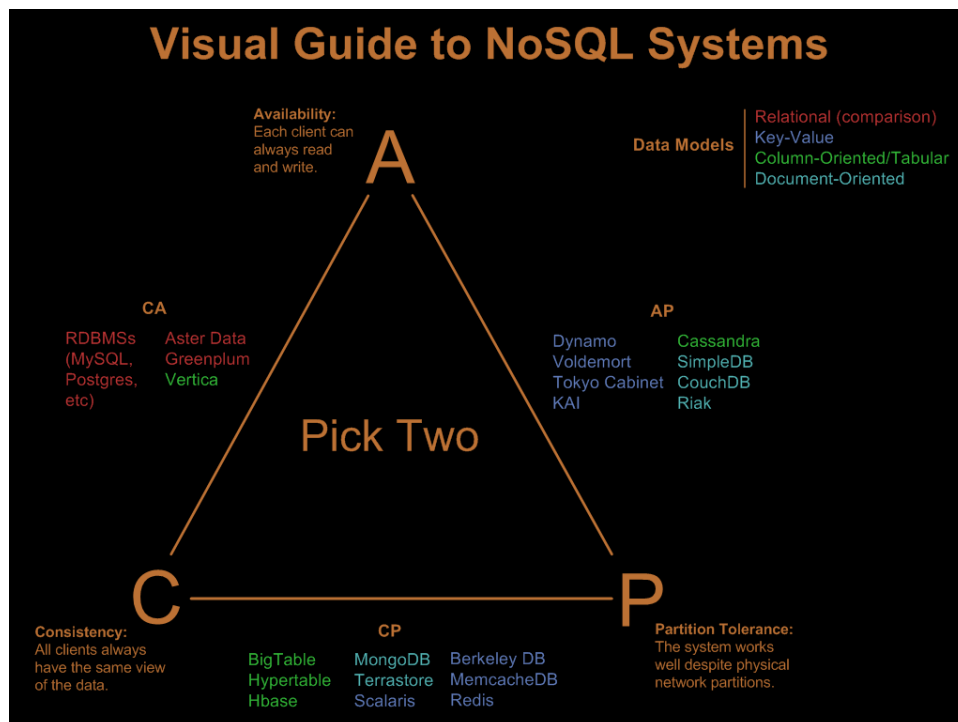 Visual Guide to NoSQL Systems
Availability:
Each client can
always read
and write.
A
Data Models
Relational (comparison)
Key-Value
Column-Oriented/Tabular
Document-Oriented
CA
RDBMSs
(MySQL,
Postgres,
etc)
Aster Data
Greenplum
Vertica
AP
Dynamo
Voldemort
Tokyo Cabinet
KAI
Cassandra
SimpleDB
CouchDB
Riak
Pick Two
C
P
Consistency:
All clients always
have the same view
of the data.
CP
BigTable
Hypertable
Hbase
MongoDB
Terrastore
Scalaris
Berkeley DB
MemcacheDB
Redis
Partition Tolerance:
The system works
well despite physical
network partitions.